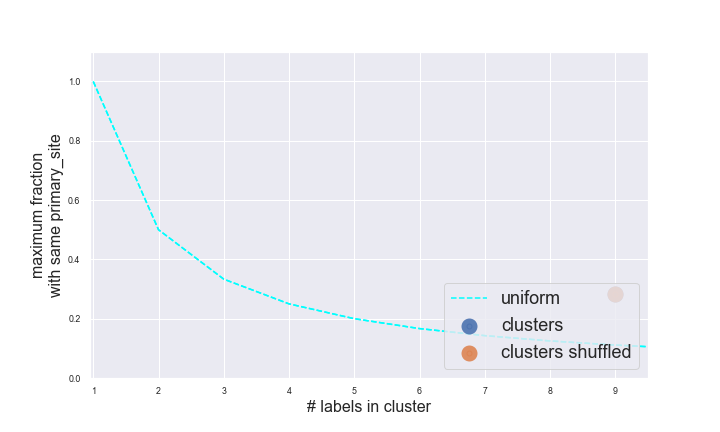 1.0
0.8
0.6
0.4
0.2
0.0
maximum fraction
with same primary_site
uniform
clusters
clusters shuffled
1 2 3 4 5 6 7 8 9
# labels in cluster